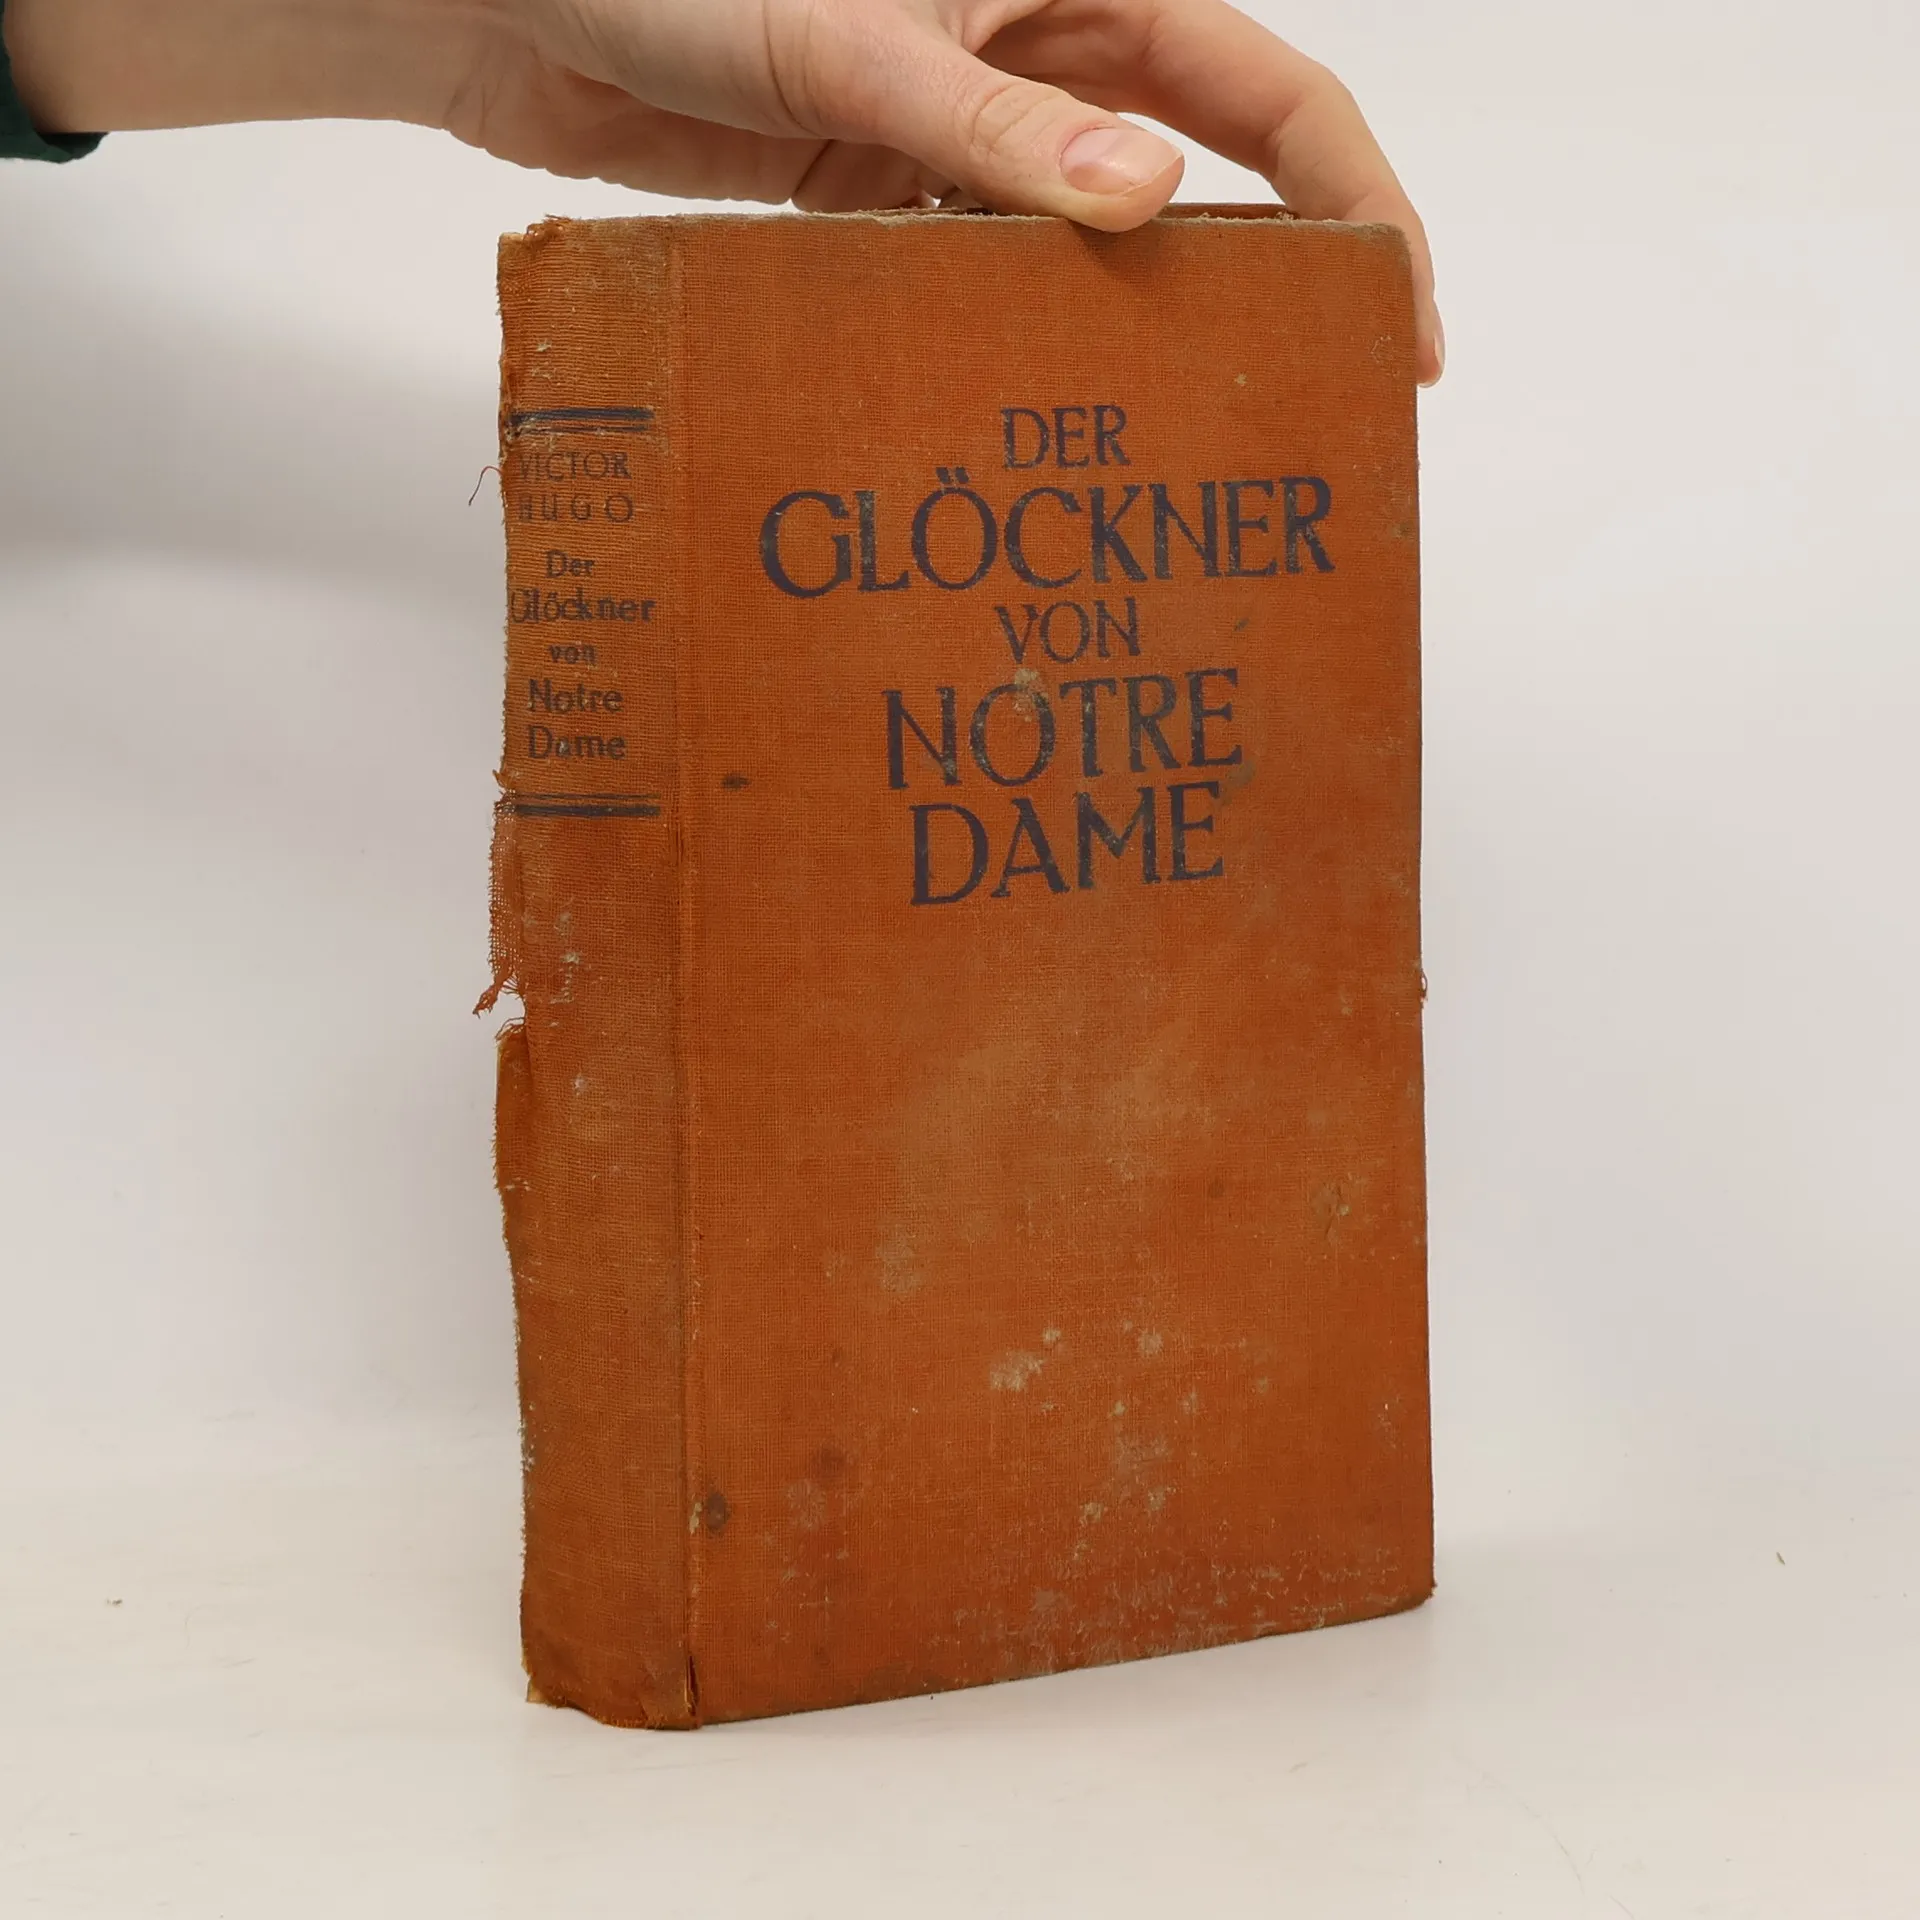 VICTOR
HUGO
Der
Glöckner
von
Notre
Dame
DER
GLÖCKNER
VON
NOTRE
DAME